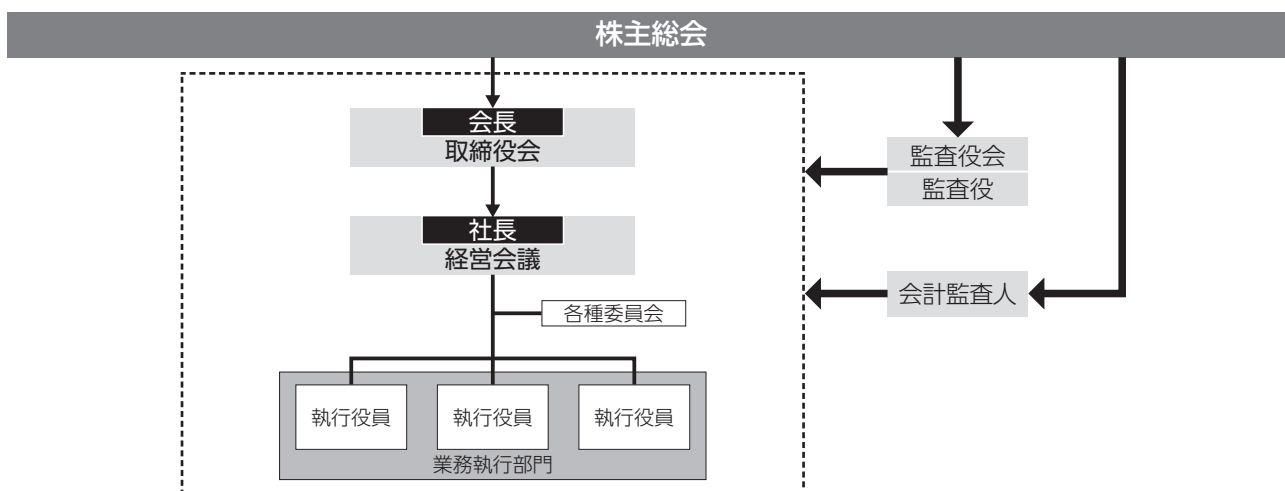 株主総会
会長
取締役会
監査役会
監査役
社長
経営会議
会計監査人
各種委員会
執行役員
執行役員
執行役員
業務執行部門